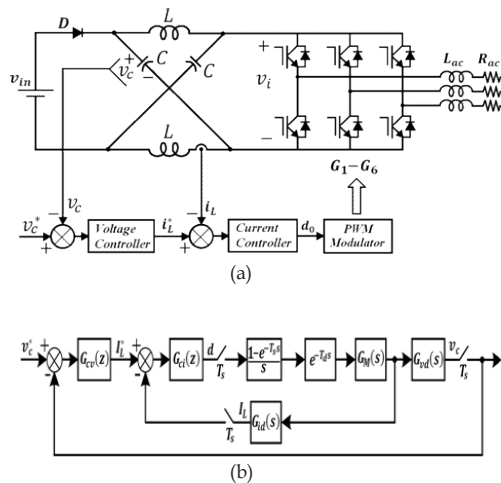 D
L
v_in
v_c
+
−
C
C
L
+
v_i
−
L_ac R_ac
G_1−G_6
i_L
v_c
v_c*
−
+
Voltage Controller
i_L*
−
+
Current Controller
d_0
PWM Modulator
(a)
v_c* + − G_cv(z) I_L* + − G_ci(z) d T_s 1−e^{-T_s s} / s e^{-T_d s} G_M(s) G_vd(s) v_c T_s
I_L T_s G_id(s)
(b)